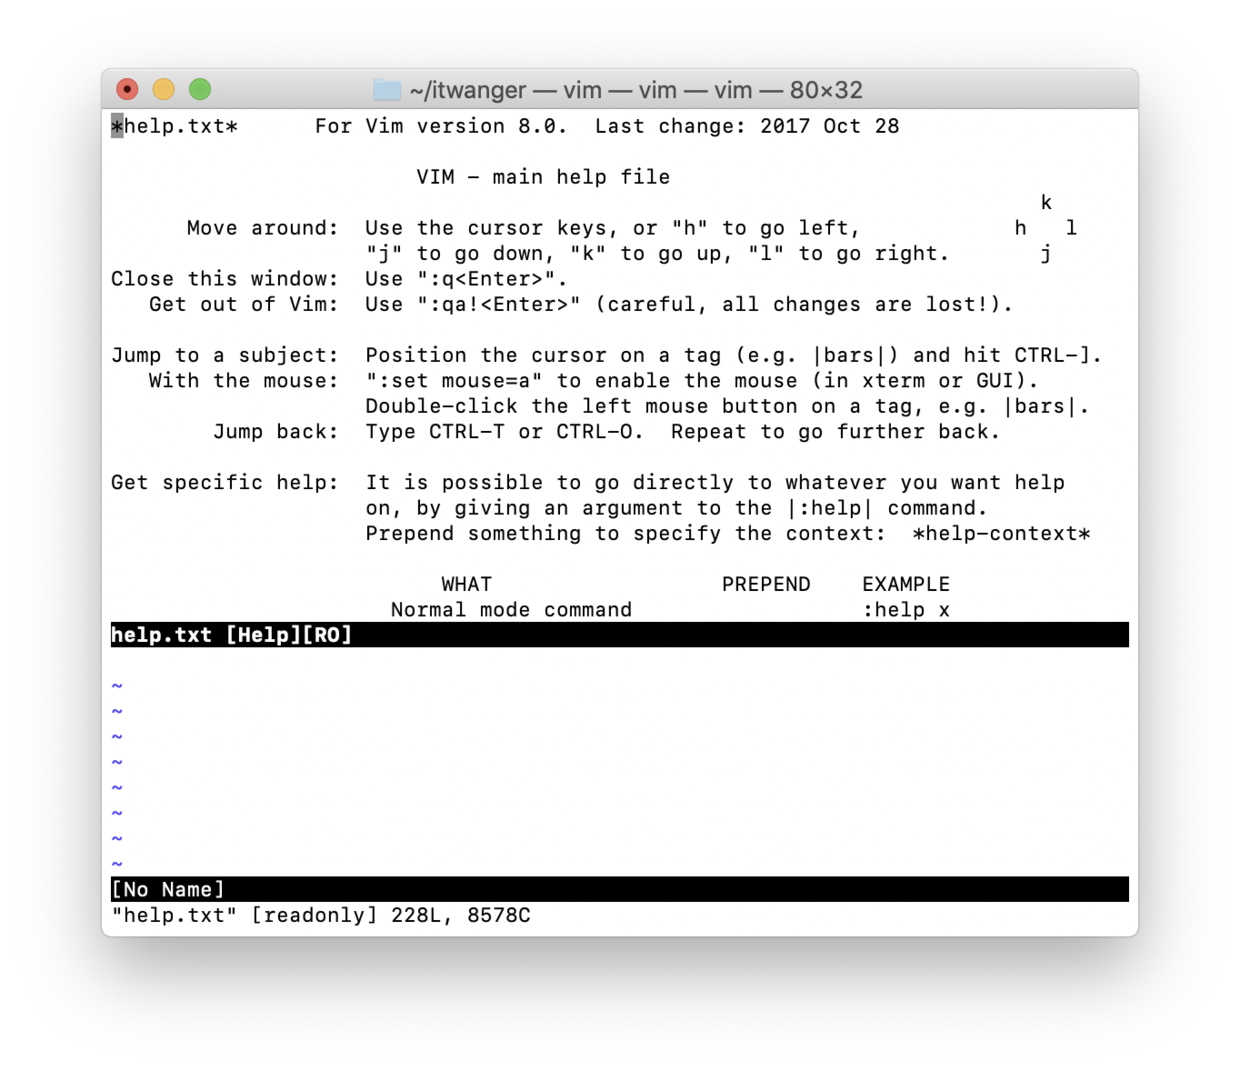 ~/itwanger — vim — vim — vim — 80×32
*help.txt*      For Vim version 8.0.  Last change: 2017 Oct 28
                        VIM - main help file
                                                                         k
      Move around:  Use the cursor keys, or "h" to go left,            h   l
                    "j" to go down, "k" to go up, "l" to go right.       j
Close this window:  Use ":q<Enter>".
   Get out of Vim:  Use ":qa!<Enter>" (careful, all changes are lost!).
Jump to a subject:  Position the cursor on a tag (e.g. |bars|) and hit CTRL-].
   With the mouse:  ":set mouse=a" to enable the mouse (in xterm or GUI).
                    Double-click the left mouse button on a tag, e.g. |bars|.
        Jump back:  Type CTRL-T or CTRL-O.  Repeat to go further back.
Get specific help:  It is possible to go directly to whatever you want help
                    on, by giving an argument to the |:help| command.
                    Prepend something to specify the context:  *help-context*
                          WHAT                  PREPEND    EXAMPLE
                      Normal mode command                  :help x
help.txt [Help][RO]
~
~
~
~
~
~
~
~
[No Name]
"help.txt" [readonly] 228L, 8578C